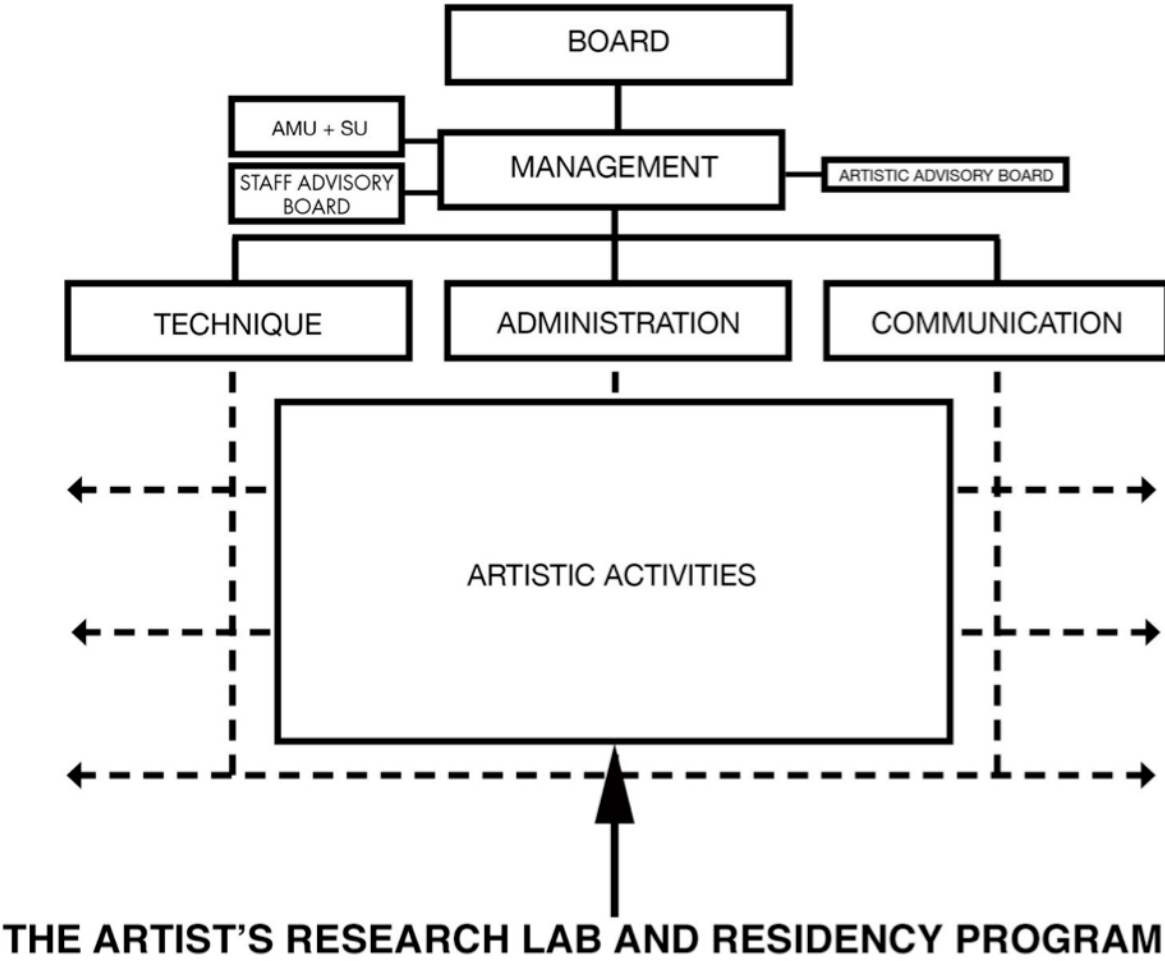 BOARD
AMU + SU
MANAGEMENT
STAFF ADVISORY
BOARD
ARTISTIC ADVISORY BOARD
TECHNIQUE
ADMINISTRATION
COMMUNICATION
ARTISTIC ACTIVITIES
THE ARTIST’S RESEARCH LAB AND RESIDENCY PROGRAM